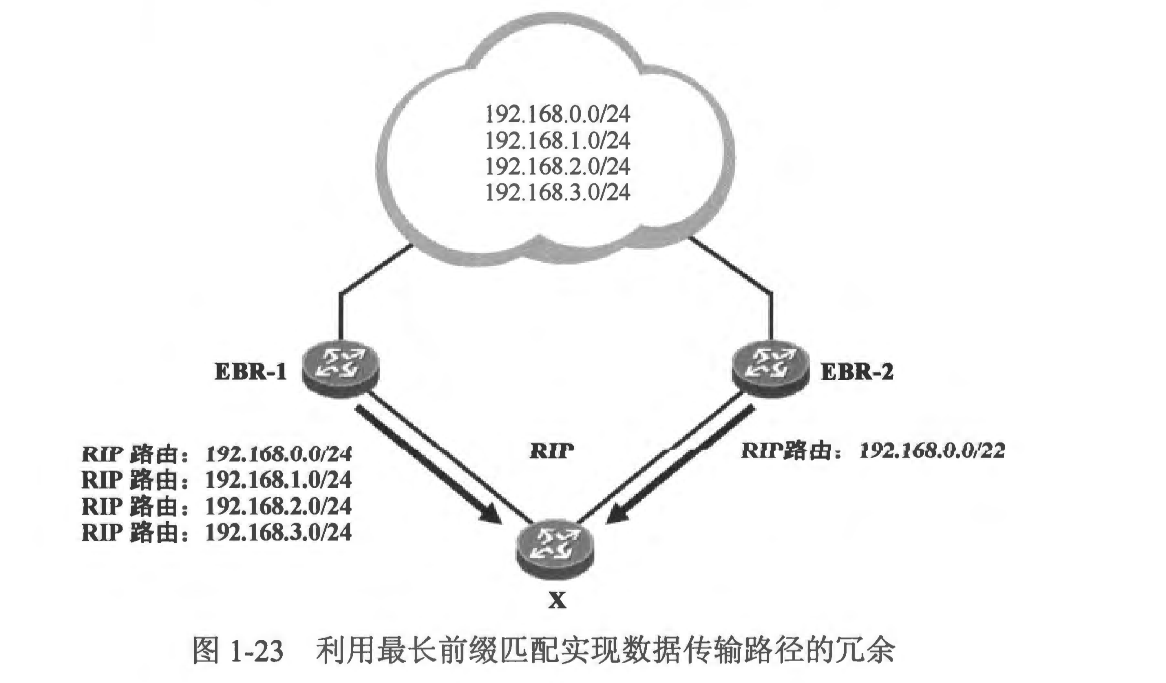 192.168.0.0/24
192.168.1.0/24
192.168.2.0/24
192.168.3.0/24
EBR-1
EBR-2
RIP 路由：192.168.0.0/24
RIP 路由：192.168.1.0/24
RIP 路由：192.168.2.0/24
RIP 路由：192.168.3.0/24
RIP
RIP路由：192.168.0.0/22
X
图 1-23 利用最长前缀匹配实现数据传输路径的冗余